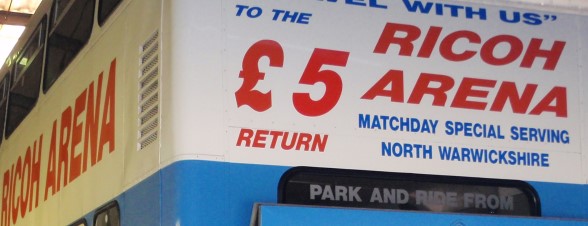 RICOH ARENA
WITH US"
TO THE
£5
RETURN
RICOH
ARENA
MATCHDAY SPECIAL SERVING
NORTH WARWICKSHIRE
PARK AND RIDE FROM